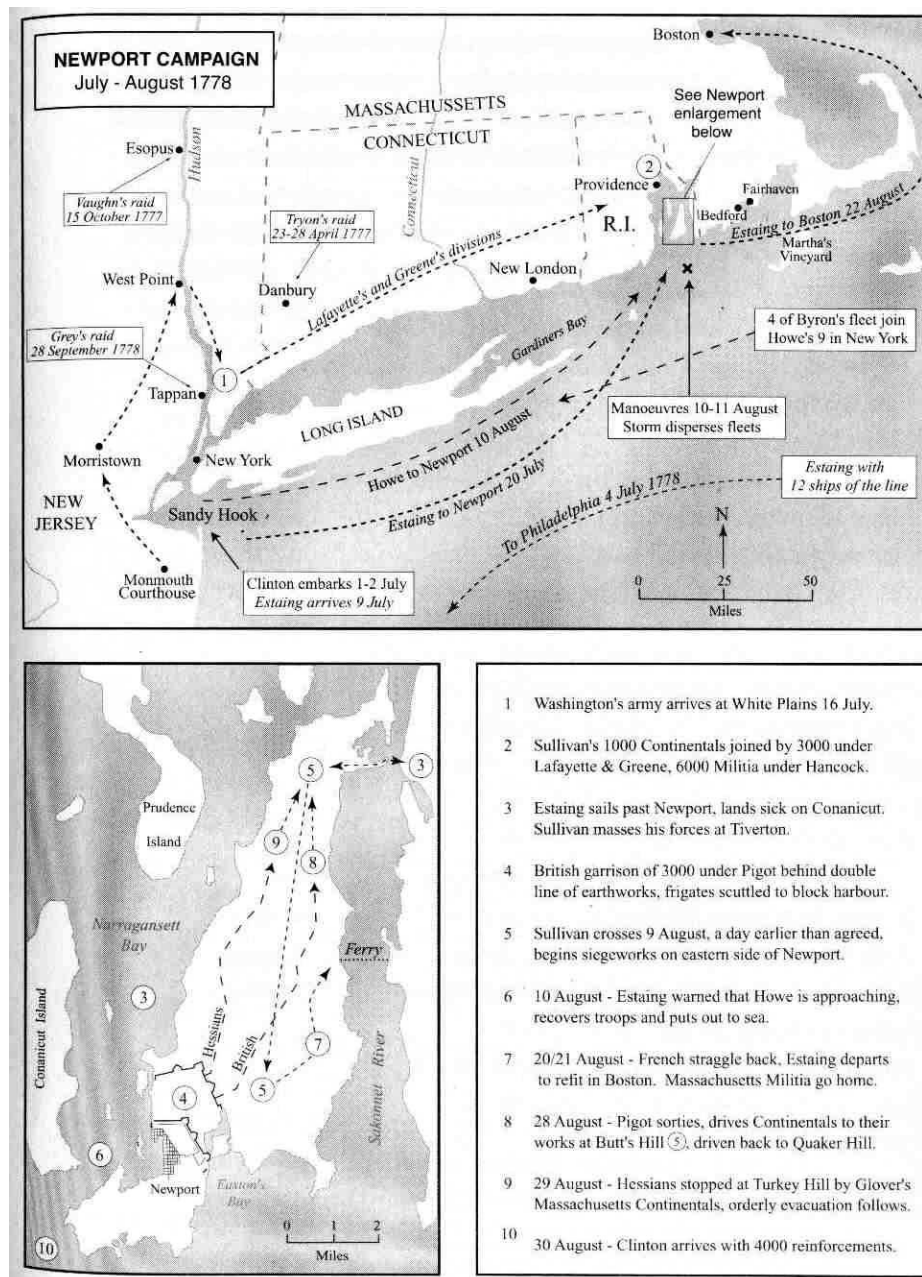 NEWPORT CAMPAIGN
July - August 1778
Boston
MASSACHUSSETTS
CONNECTICUT
See Newport
enlargement
below
Esopus
Hudson
Vaughn's raid
15 October 1777
Connecticut
2
Providence
Fairhaven
Bedford
Tryon's raid
23-28 April 1777
R.I.
Estaing to Boston 22 August
Martha's
Vineyard
Lafayette's and Greene's divisions
West Point
Danbury
New London
Grey's raid
28 September 1778
Gardiners Bay
4 of Byron's fleet join
Howe's 9 in New York
1
Tappan
LONG ISLAND
Manoeuvres 10-11 August
Storm disperses fleets
Morristown
New York
Howe to Newport 10 August
Estaing with
12 ships of the line
NEW
JERSEY
Sandy Hook
Estaing to Newport 20 July
To Philadelphia 4 July 1778
N
Monmouth
Courthouse
Clinton embarks 1-2 July
Estaing arrives 9 July
0 25 50
Miles
5
3
Prudence
Island
9
8
Narragansett
Bay
Ferry
3
Conanicut Island
Hessians
British
7
4
5
Sakonnet River
6
Newport
Easton's
Bay
0 1 2
Miles
10
1 Washington's army arrives at White Plains 16 July.
2 Sullivan's 1000 Continentals joined by 3000 under
Lafayette & Greene, 6000 Militia under Hancock.
3 Estaing sails past Newport, lands sick on Conanicut.
Sullivan masses his forces at Tiverton.
4 British garrison of 3000 under Pigot behind double
line of earthworks, frigates scuttled to block harbour.
5 Sullivan crosses 9 August, a day earlier than agreed,
begins siegeworks on eastern side of Newport.
6 10 August - Estaing warned that Howe is approaching,
recovers troops and puts out to sea.
7 20/21 August - French straggle back, Estaing departs
to refit in Boston. Massachusetts Militia go home.
8 28 August - Pigot sorties, drives Continentals to their
works at Butt's Hill 5, driven back to Quaker Hill.
9 29 August - Hessians stopped at Turkey Hill by Glover's
Massachusetts Continentals, orderly evacuation follows.
10 30 August - Clinton arrives with 4000 reinforcements.